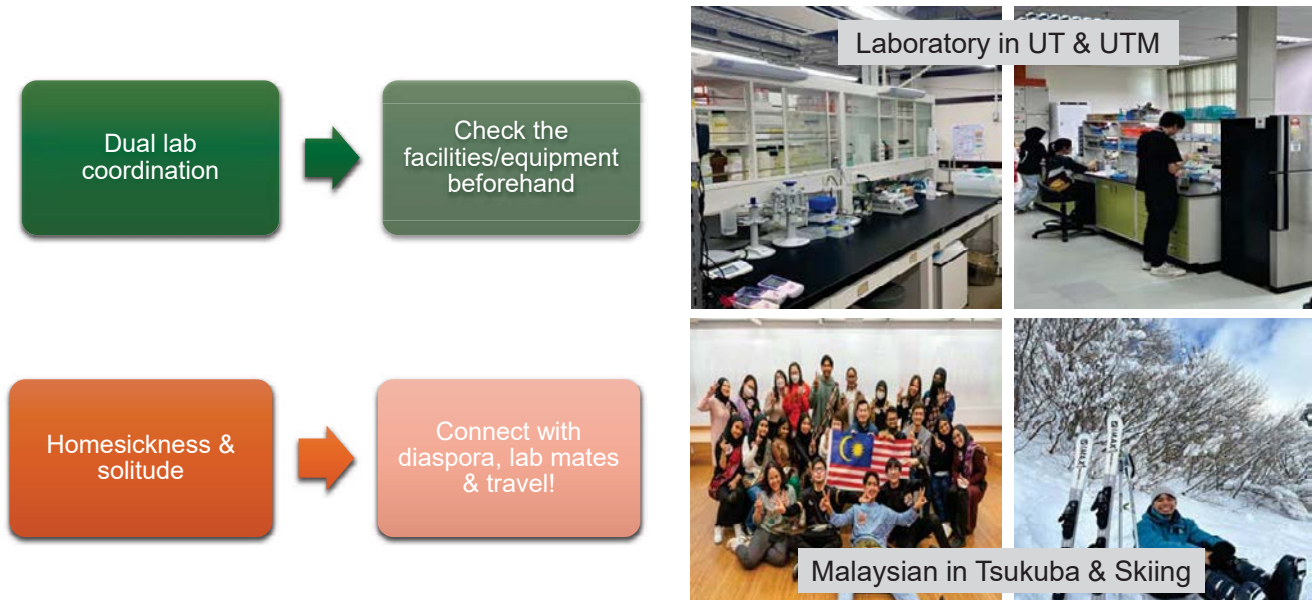 Dual lab
coordination
Check the
facilities/equipment
beforehand
Laboratory in UT & UTM
Homesickness &
solitude
Connect with
diaspora, lab mates
& travel!
Malaysian in Tsukuba & Skiing